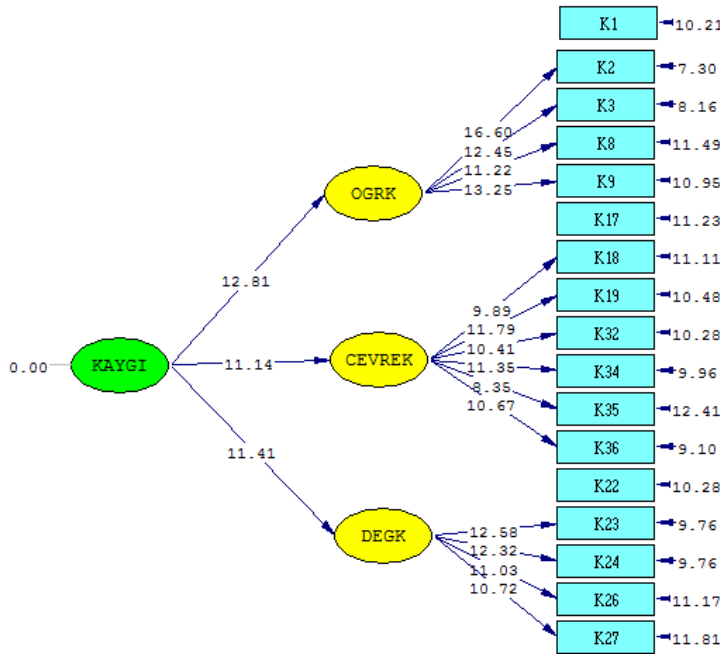 K1
10.21
K2
7.30
K3
8.16
16.60
K8
11.49
12.45
11.22
K9
10.95
13.25
OGRK
K17
11.23
K18
11.11
12.81
K19
10.48
9.89
11.79
K32
10.28
10.41
0.00
KAYGI
11.14
CEVREK
11.35
K34
9.96
8.35
K35
12.41
10.67
K36
9.10
11.41
K22
10.28
K23
9.76
DEGK
12.58
12.32
K24
9.76
11.03
10.72
K26
11.17
K27
11.81